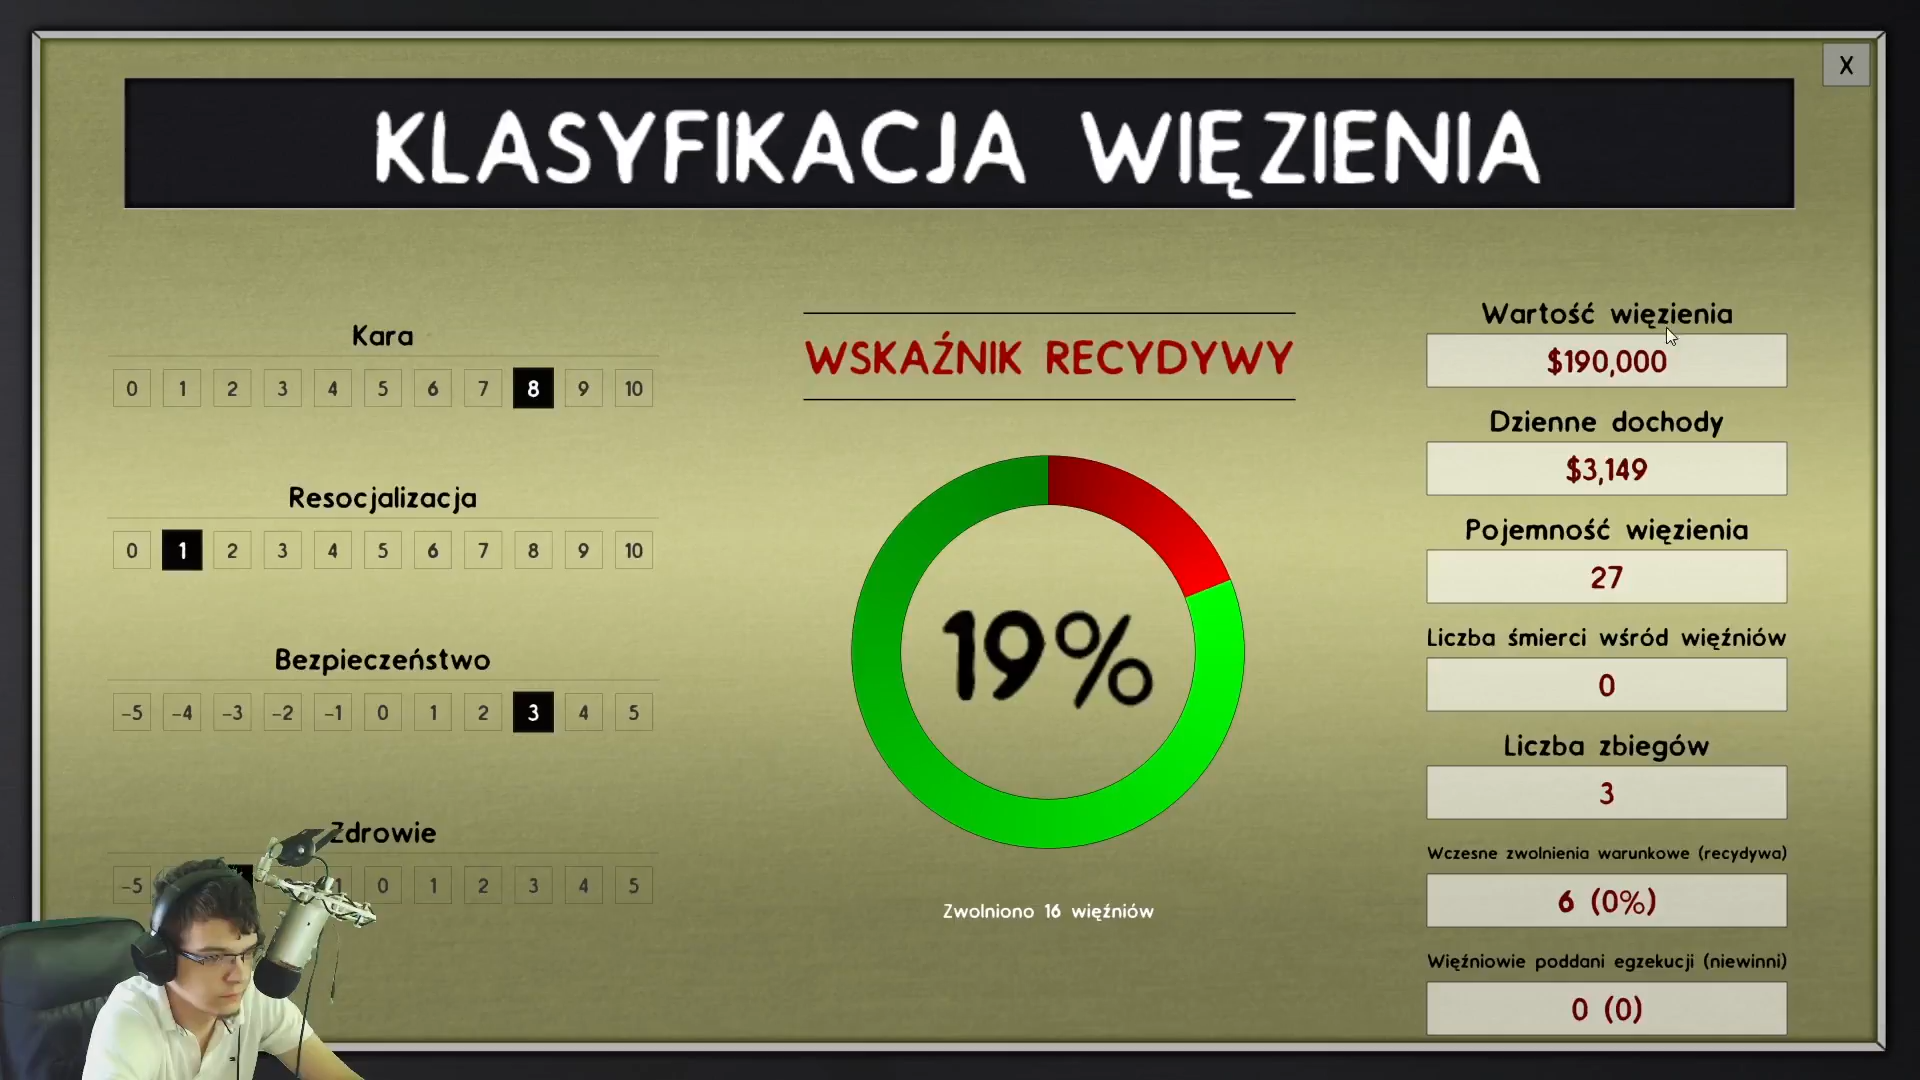 X
KLASYFIKACJA WIĘZIENIA
Kara
0 1 2 3 4 5 6 7 8 9 10
Resocjalizacja
0 1 2 3 4 5 6 7 8 9 10
Bezpieczeństwo
-5 -4 -3 -2 -1 0 1 2 3 4 5
Zdrowie
-5 0 1 2 3 4 5
WSKAŹNIK RECYDYWY
19%
Zwolniono 16 więźniów
Wartość więzienia
$190,000
Dzienne dochody
$3,149
Pojemność więzienia
27
Liczba śmierci wśród więźniów
0
Liczba zbiegów
3
Wczesne zwolnienia warunkowe (recydywa)
6 (0%)
Więźniowie poddani egzekucji (niewinni)
0 (0)